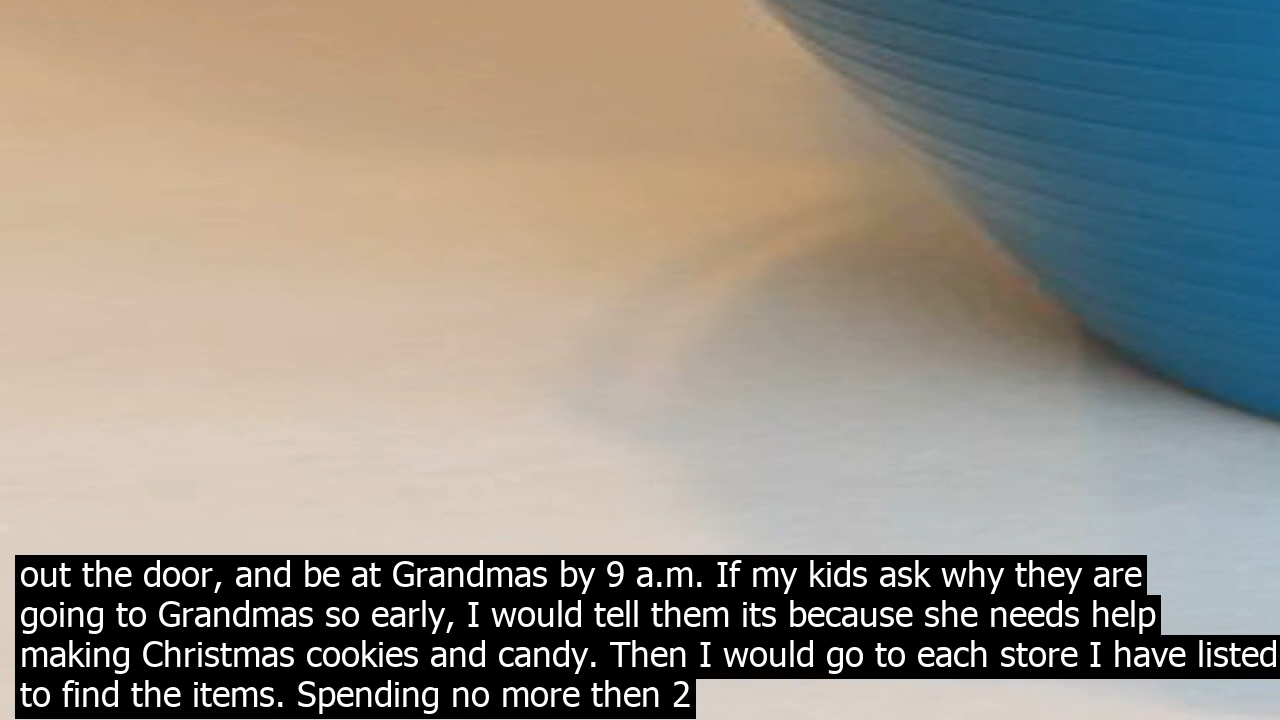 out the door, and be at Grandmas by 9 a.m. If my kids ask why they are
going to Grandmas so early, I would tell them its because she needs help
making Christmas cookies and candy. Then I would go to each store I have listed
to find the items. Spending no more then 2